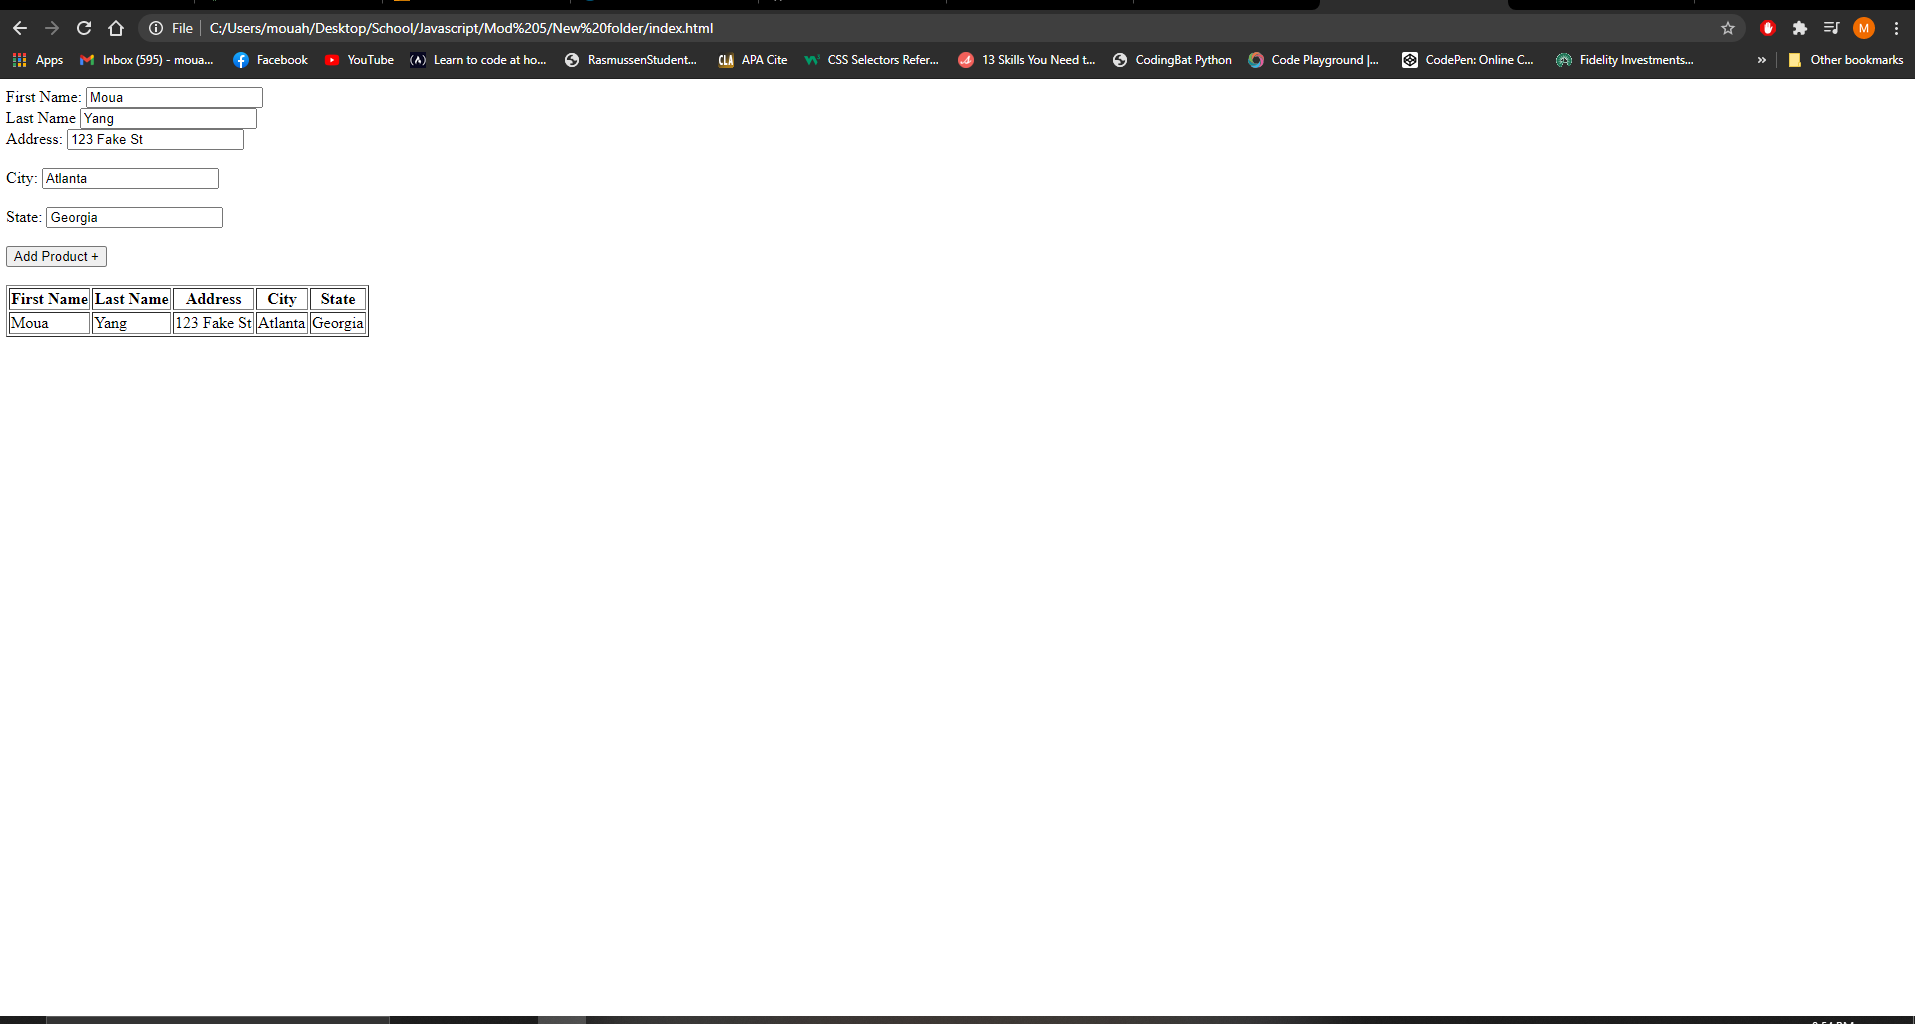 File C:/Users/mouah/Desktop/School/Javascript/Mod%205/New%20folder/index.html M
Apps Inbox (595) - moua... Facebook YouTube (A) Learn to code at ho... RasmussenStudent... CLA APA Cite CSS Selectors Refer... 13 Skills You Need t... CodingBat Python Code Playground |... CodePen: Online C... Fidelity Investments... » Other bookmarks
First Name: Moua
Last Name Yang
Address: 123 Fake St
City: Atlanta
State: Georgia
Add Product +
First Name Last Name Address City State
Moua Yang 123 Fake St Atlanta Georgia